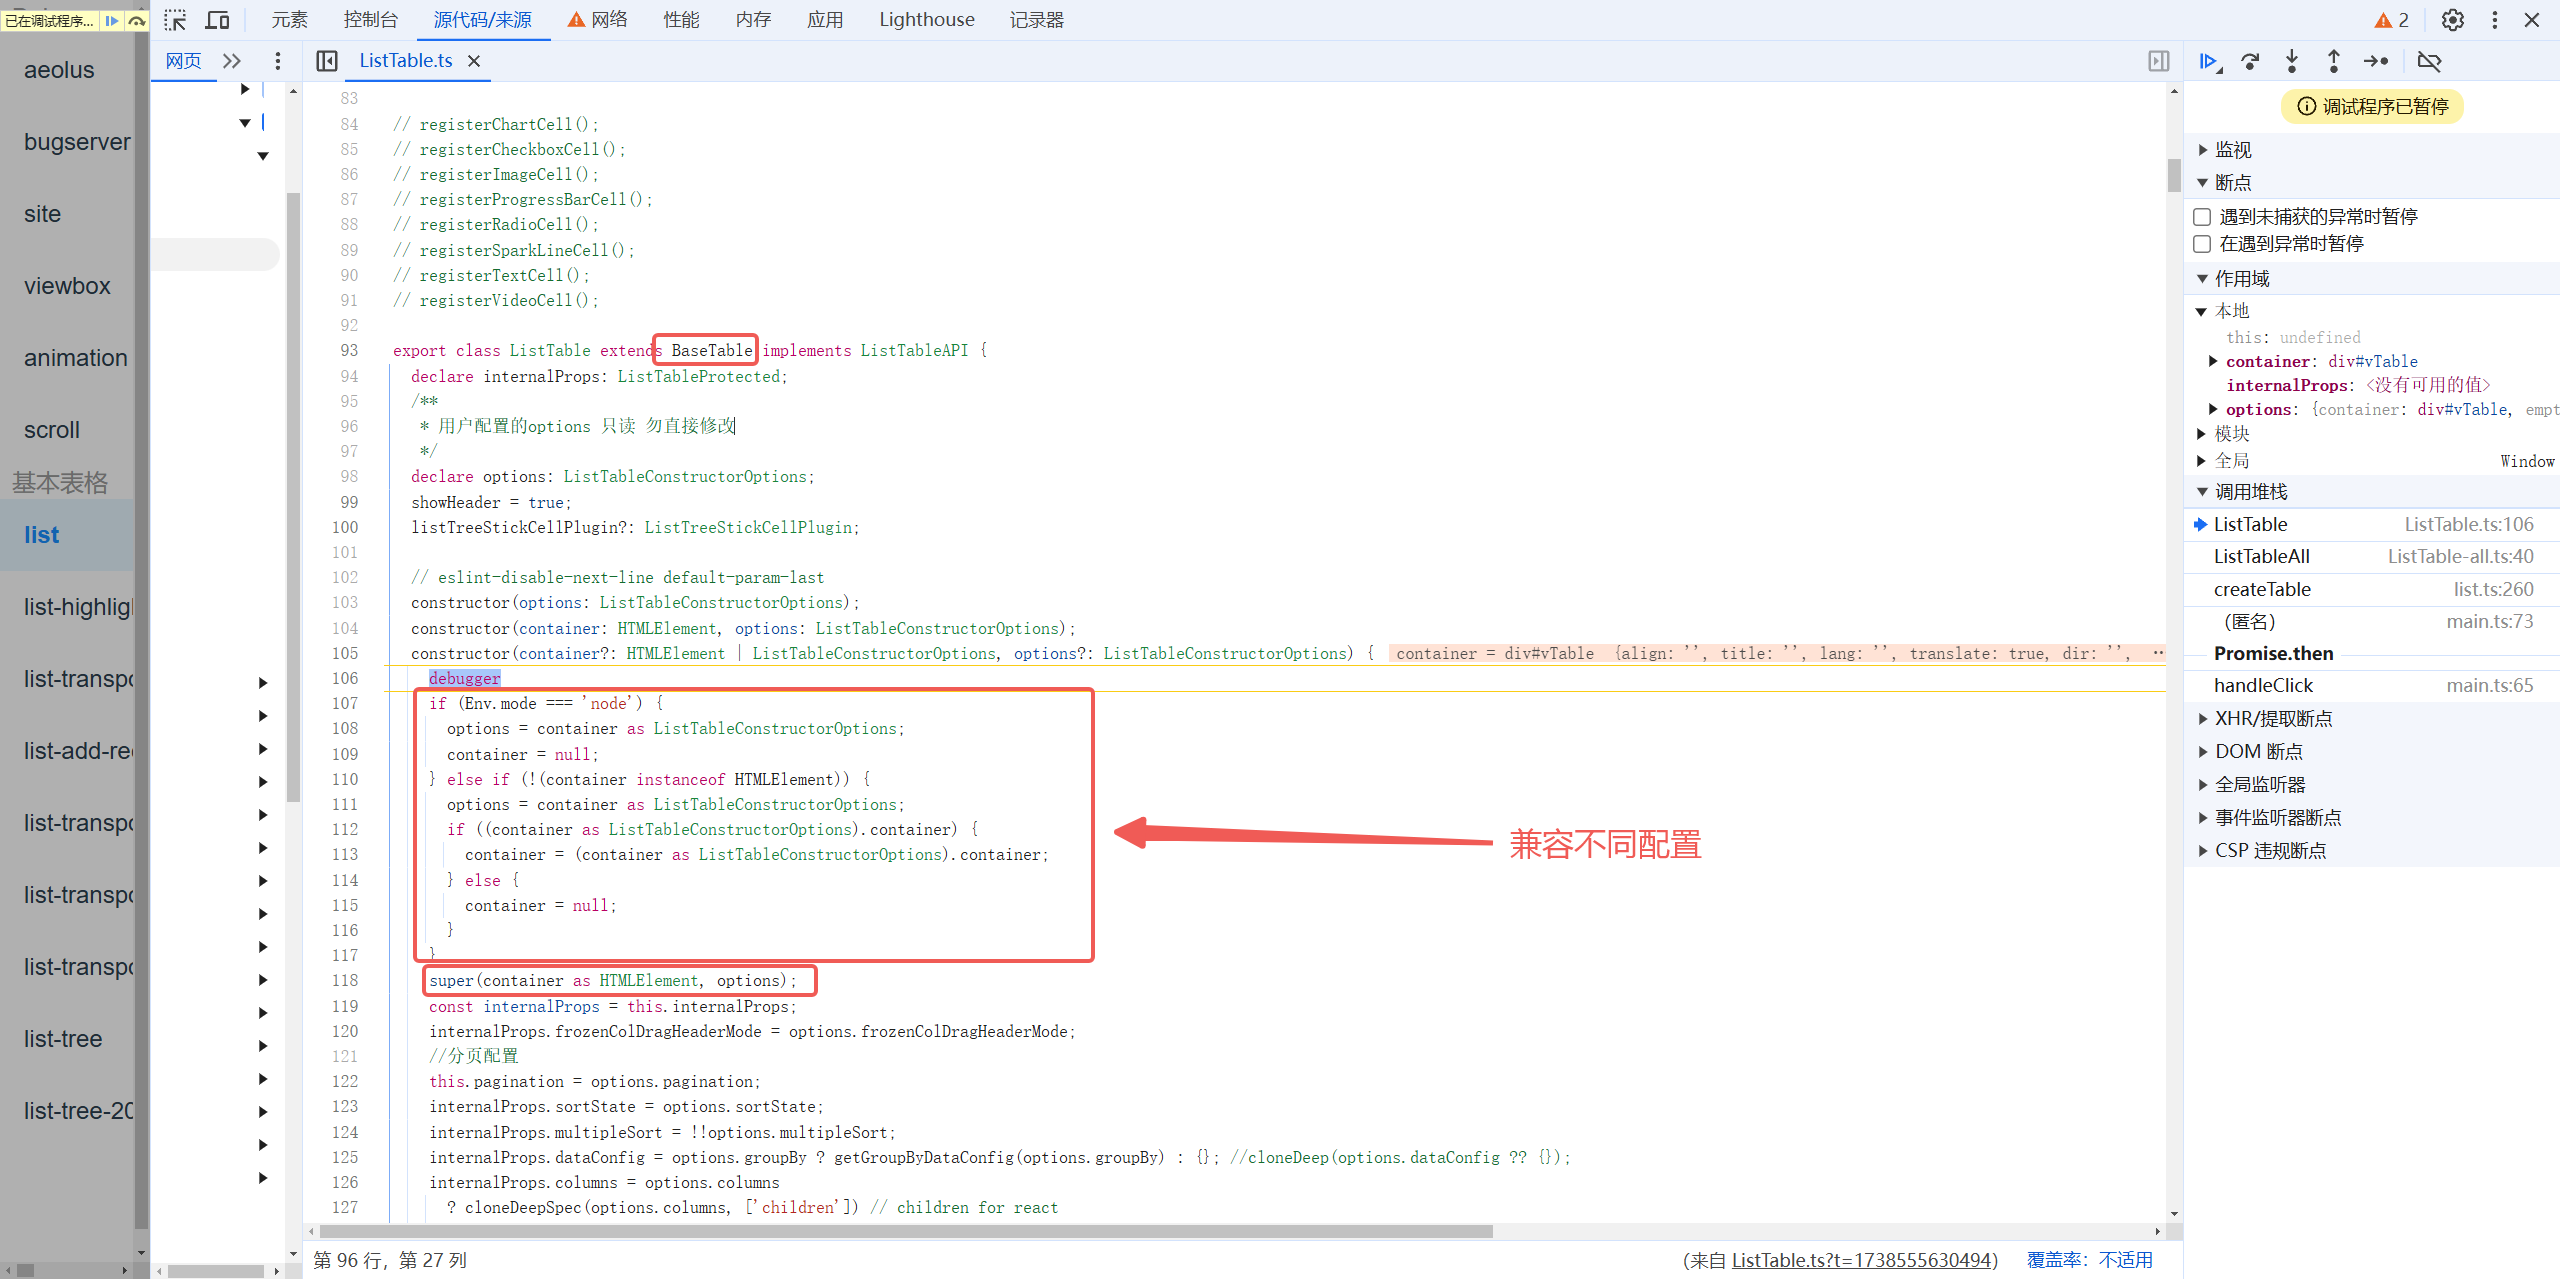 已在调试程序...
元素
控制台
源代码/来源
网络
性能
内存
应用
Lighthouse
记录器
2
网页
ListTable.ts
aeolus
bugserver
site
viewbox
animation
scroll
基本表格
list
list-highligh
list-transpo
list-add-rec
list-transpo
list-transpo
list-transpo
list-tree
list-tree-20
83
84 // registerChartCell();
85 // registerCheckboxCell();
86 // registerImageCell();
87 // registerProgressBarCell();
88 // registerRadioCell();
89 // registerSparkLineCell();
90 // registerTextCell();
91 // registerVideoCell();
92
93 export class ListTable extends BaseTable implements ListTableAPI {
94 declare internalProps: ListTableProtected;
95 /**
96 * 用户配置的options 只读 勿直接修改
97 */
98 declare options: ListTableConstructorOptions;
99 showHeader = true;
100 listTreeStickCellPlugin?: ListTreeStickCellPlugin;
101
102 // eslint-disable-next-line default-param-last
103 constructor(options: ListTableConstructorOptions);
104 constructor(container: HTMLElement, options: ListTableConstructorOptions);
105 constructor(container?: HTMLElement | ListTableConstructorOptions, options?: ListTableConstructorOptions) { container = div#vTable {align: '', title: '', lang: '', translate: true, dir: '', …
106 debugger
107 if (Env.mode === 'node') {
108 options = container as ListTableConstructorOptions;
109 container = null;
110 } else if (!(container instanceof HTMLElement)) {
111 options = container as ListTableConstructorOptions;
112 if ((container as ListTableConstructorOptions).container) {
113 container = (container as ListTableConstructorOptions).container;
114 } else {
115 container = null;
116 }
117 }
118 super(container as HTMLElement, options);
119 const internalProps = this.internalProps;
120 internalProps.frozenColDragHeaderMode = options.frozenColDragHeaderMode;
121 //分页配置
122 this.pagination = options.pagination;
123 internalProps.sortState = options.sortState;
124 internalProps.multipleSort = !!options.multipleSort;
125 internalProps.dataConfig = options.groupBy ? getGroupByDataConfig(options.groupBy) : {}; //cloneDeep(options.dataConfig ?? {});
126 internalProps.columns = options.columns
127 ? cloneDeepSpec(options.columns, ['children']) // children for react
兼容不同配置
第 96 行，第 27 列
(来自 ListTable.ts?t=1738555630494)
覆盖率：不适用
调试程序已暂停
监视
断点
遇到未捕获的异常时暂停
在遇到异常时暂停
作用域
本地
this: undefined
container: div#vTable
internalProps: <没有可用的值>
options: {container: div#vTable, empt
模块
全局 Window
调用堆栈
ListTable ListTable.ts:106
ListTableAll ListTable-all.ts:40
createTable list.ts:260
（匿名） main.ts:73
Promise.then
handleClick main.ts:65
XHR/提取断点
DOM 断点
全局监听器
事件监听器断点
CSP 违规断点